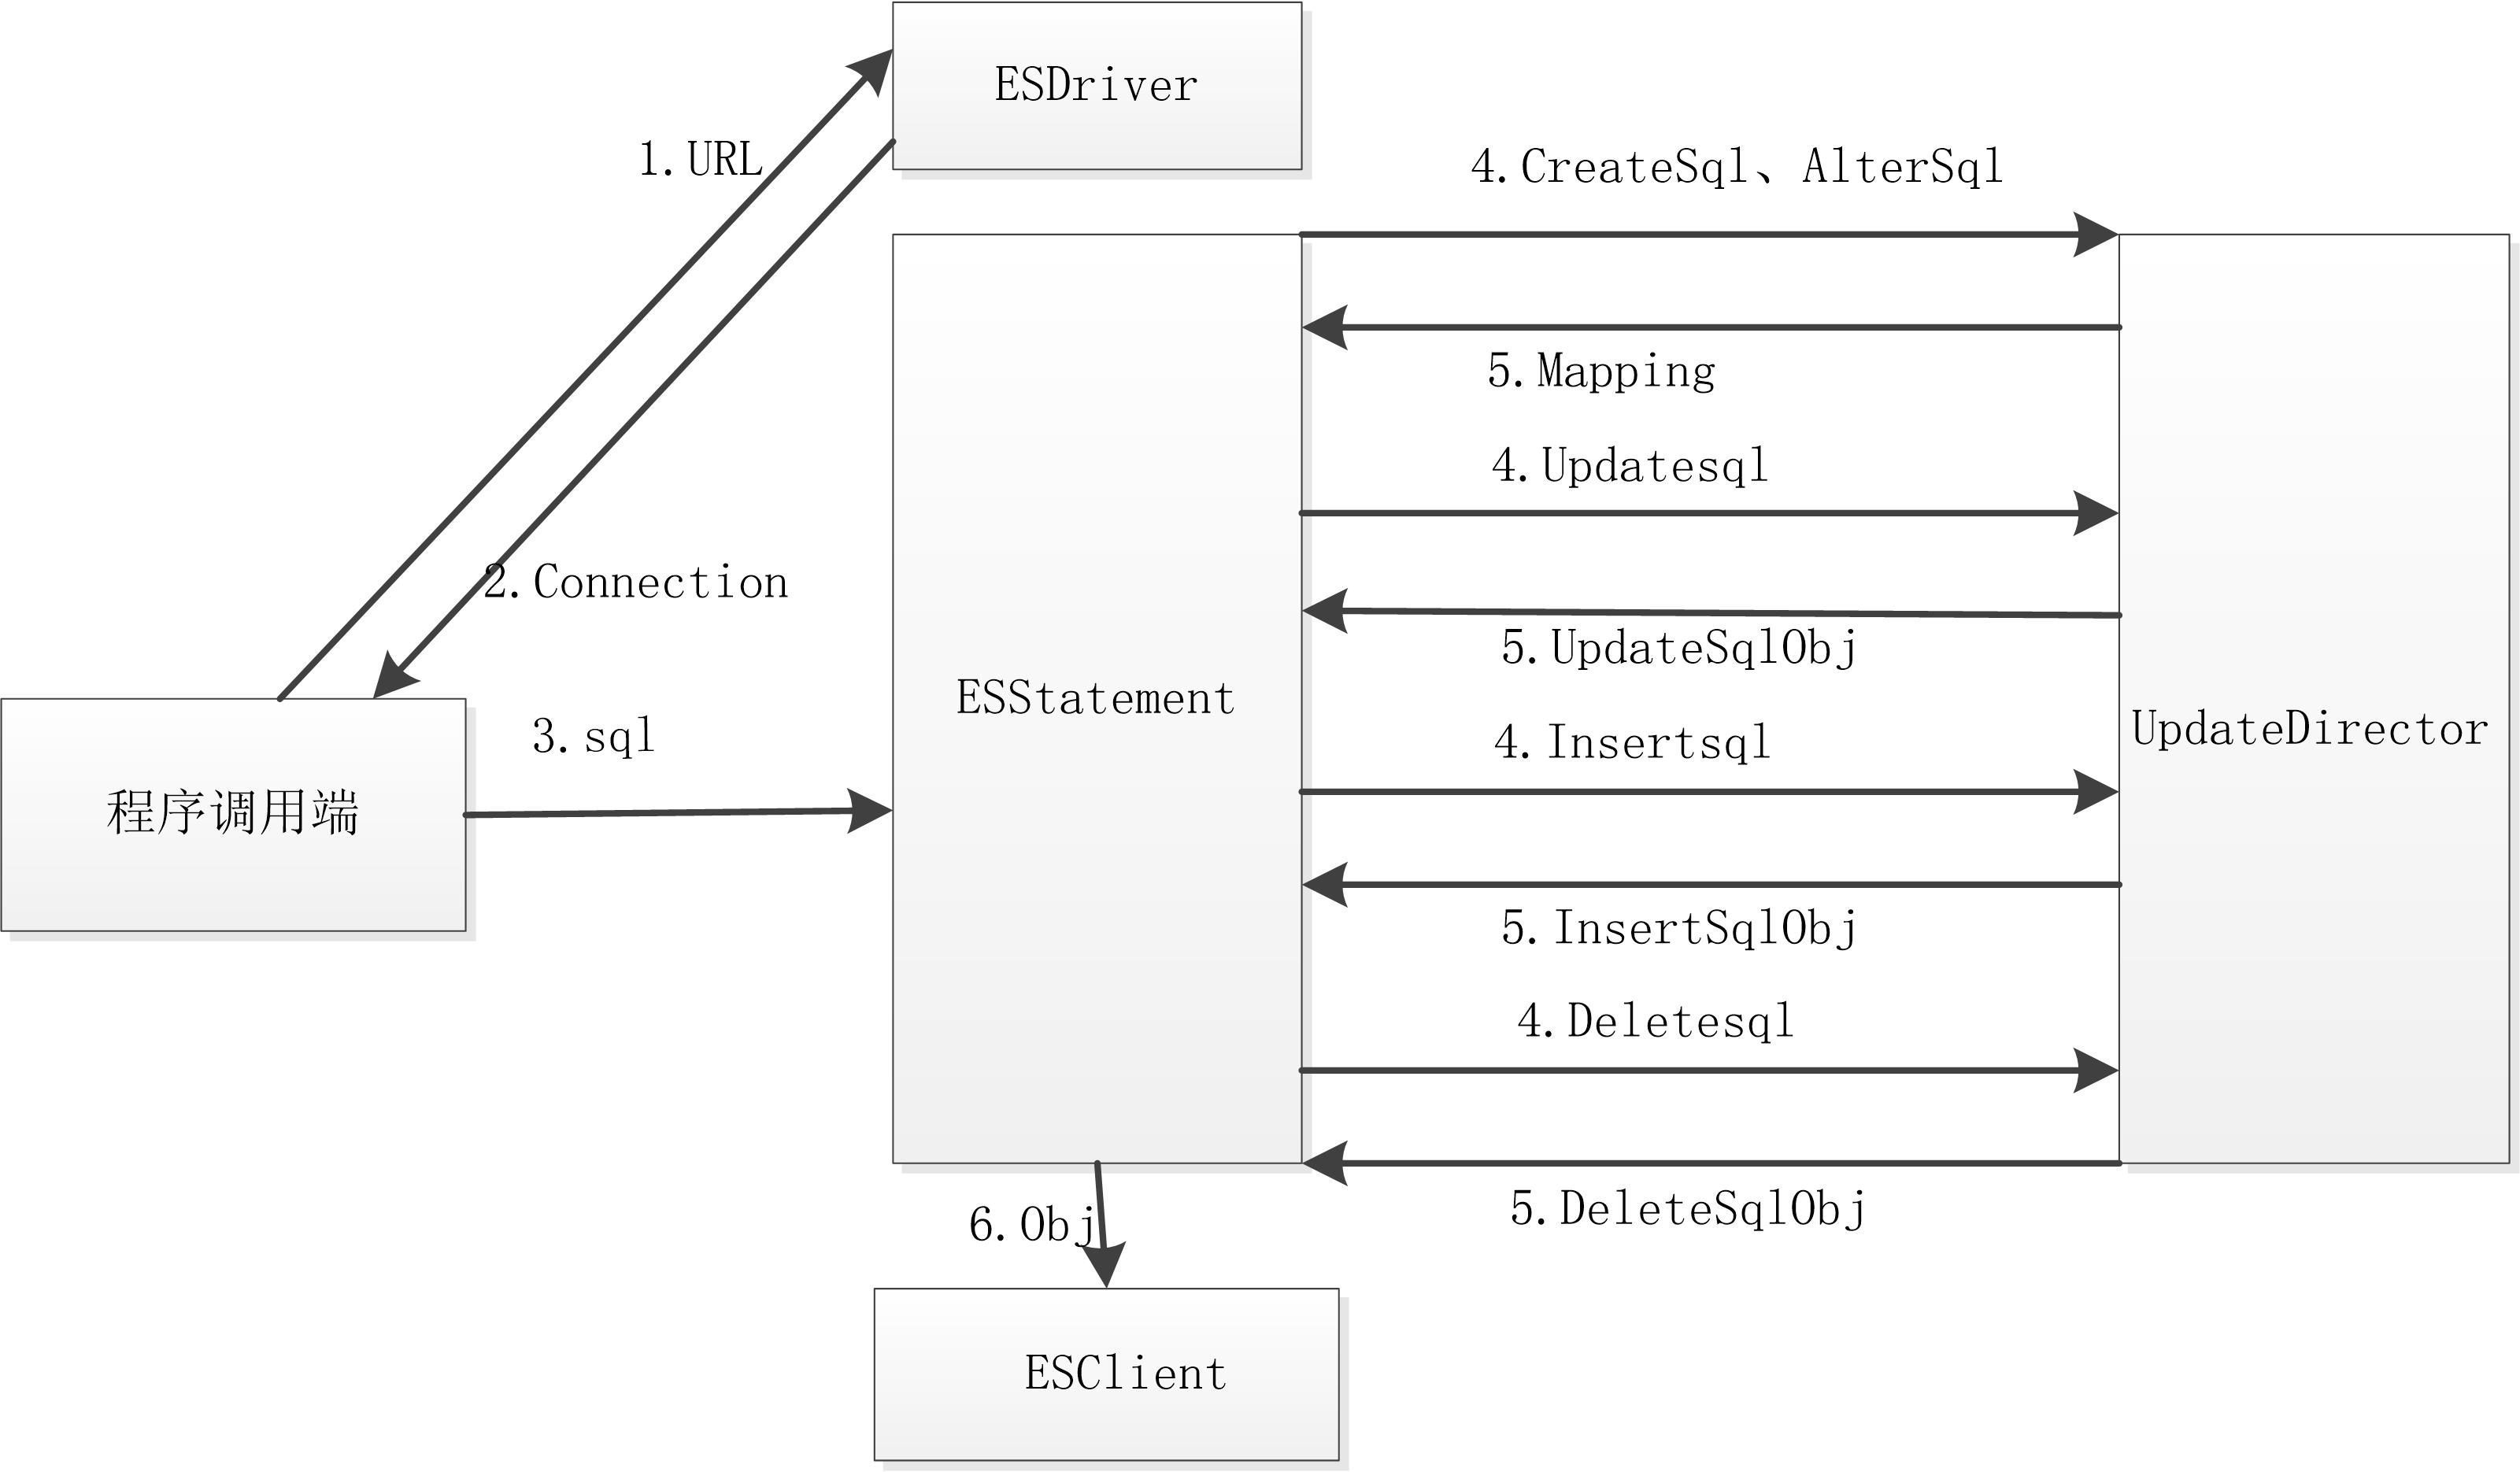 ESDriver
1.URL
4.CreateSql、AlterSql
5.Mapping
4.Updatesql
2.Connection
5.UpdateSqlObj
ESStatement
3.sql
4.Insertsql
UpdateDirector
程序调用端
5.InsertSqlObj
4.Deletesql
5.DeleteSqlObj
6.Obj
ESClient